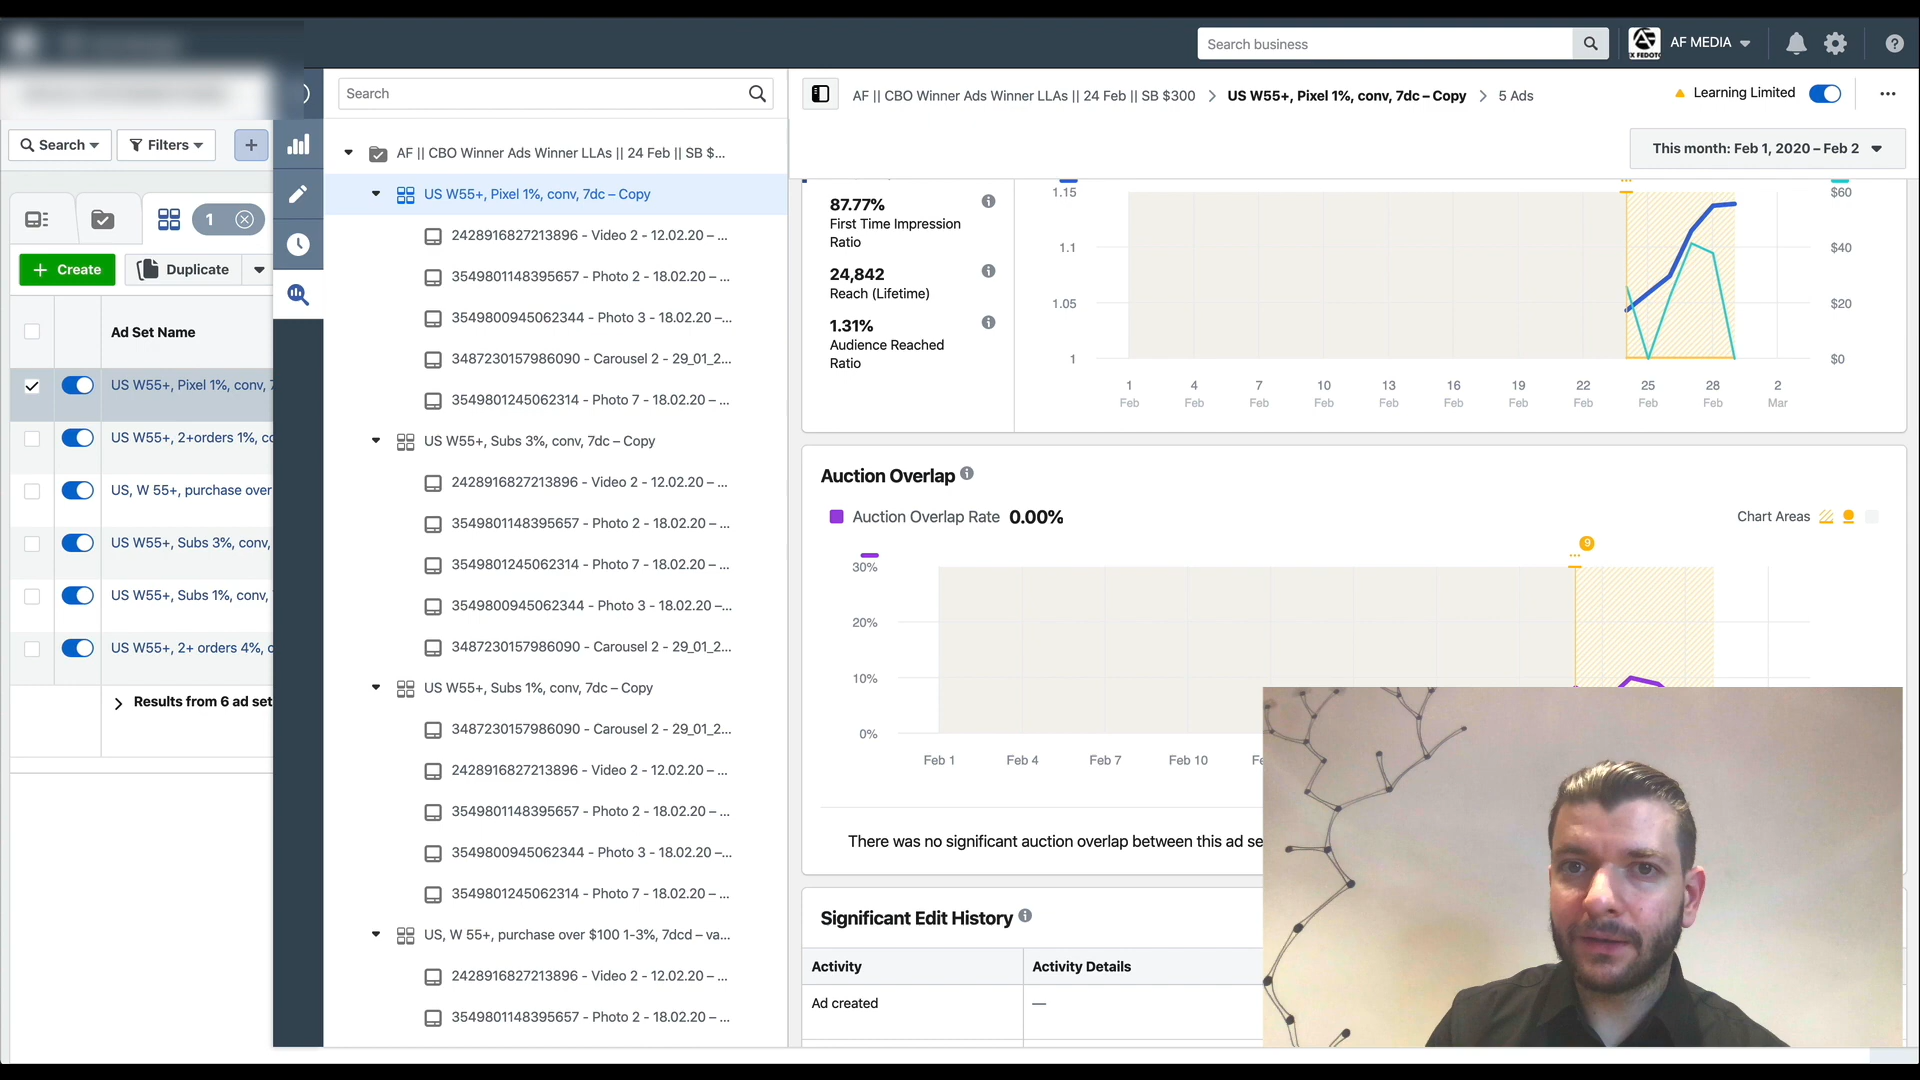 Search business
AF MEDIA
Search
Filters
1
Create
Duplicate
Ad Set Name
US W55+, Pixel 1%, conv, 7
US W55+, 2+orders 1%, co
US, W 55+, purchase over
US W55+, Subs 3%, conv,
US W55+, Subs 1%, conv,
US W55+, 2+ orders 4%, c
Results from 6 ad set
Search
AF || CBO Winner Ads Winner LLAs || 24 Feb || SB $...
US W55+, Pixel 1%, conv, 7dc – Copy
2428916827213896 - Video 2 - 12.02.20 – ...
3549801148395657 - Photo 2 - 18.02.20 – ...
3549800945062344 - Photo 3 - 18.02.20 –...
3487230157986090 - Carousel 2 - 29_01_2...
3549801245062314 - Photo 7 - 18.02.20 – ...
US W55+, Subs 3%, conv, 7dc – Copy
2428916827213896 - Video 2 - 12.02.20 – ...
3549801148395657 - Photo 2 - 18.02.20 – ...
3549801245062314 - Photo 7 - 18.02.20 – ...
3549800945062344 - Photo 3 - 18.02.20 –...
3487230157986090 - Carousel 2 - 29_01_2...
US W55+, Subs 1%, conv, 7dc – Copy
3487230157986090 - Carousel 2 - 29_01_2...
2428916827213896 - Video 2 - 12.02.20 – ...
3549801148395657 - Photo 2 - 18.02.20 – ...
3549800945062344 - Photo 3 - 18.02.20 –...
3549801245062314 - Photo 7 - 18.02.20 – ...
US, W 55+, purchase over $100 1-3%, 7dcd – va...
2428916827213896 - Video 2 - 12.02.20 – ...
3549801148395657 - Photo 2 - 18.02.20 – ...
AF || CBO Winner Ads Winner LLAs || 24 Feb || SB $300 > US W55+, Pixel 1%, conv, 7dc – Copy > 5 Ads
Learning Limited
This month: Feb 1, 2020 – Feb 2
87.77%
First Time Impression
Ratio
24,842
Reach (Lifetime)
1.31%
Audience Reached
Ratio
1.15 $60
1.1 $40
1.05 $20
1 $0
1 4 7 10 13 16 19 22 25 28 2
Feb Feb Feb Feb Feb Feb Feb Feb Feb Feb Mar
Auction Overlap
Auction Overlap Rate 0.00%
Chart Areas
9
30%
20%
10%
0%
Feb 1 Feb 4 Feb 7 Feb 10
There was no significant auction overlap between this ad se
Significant Edit History
Activity Activity Details
Ad created —